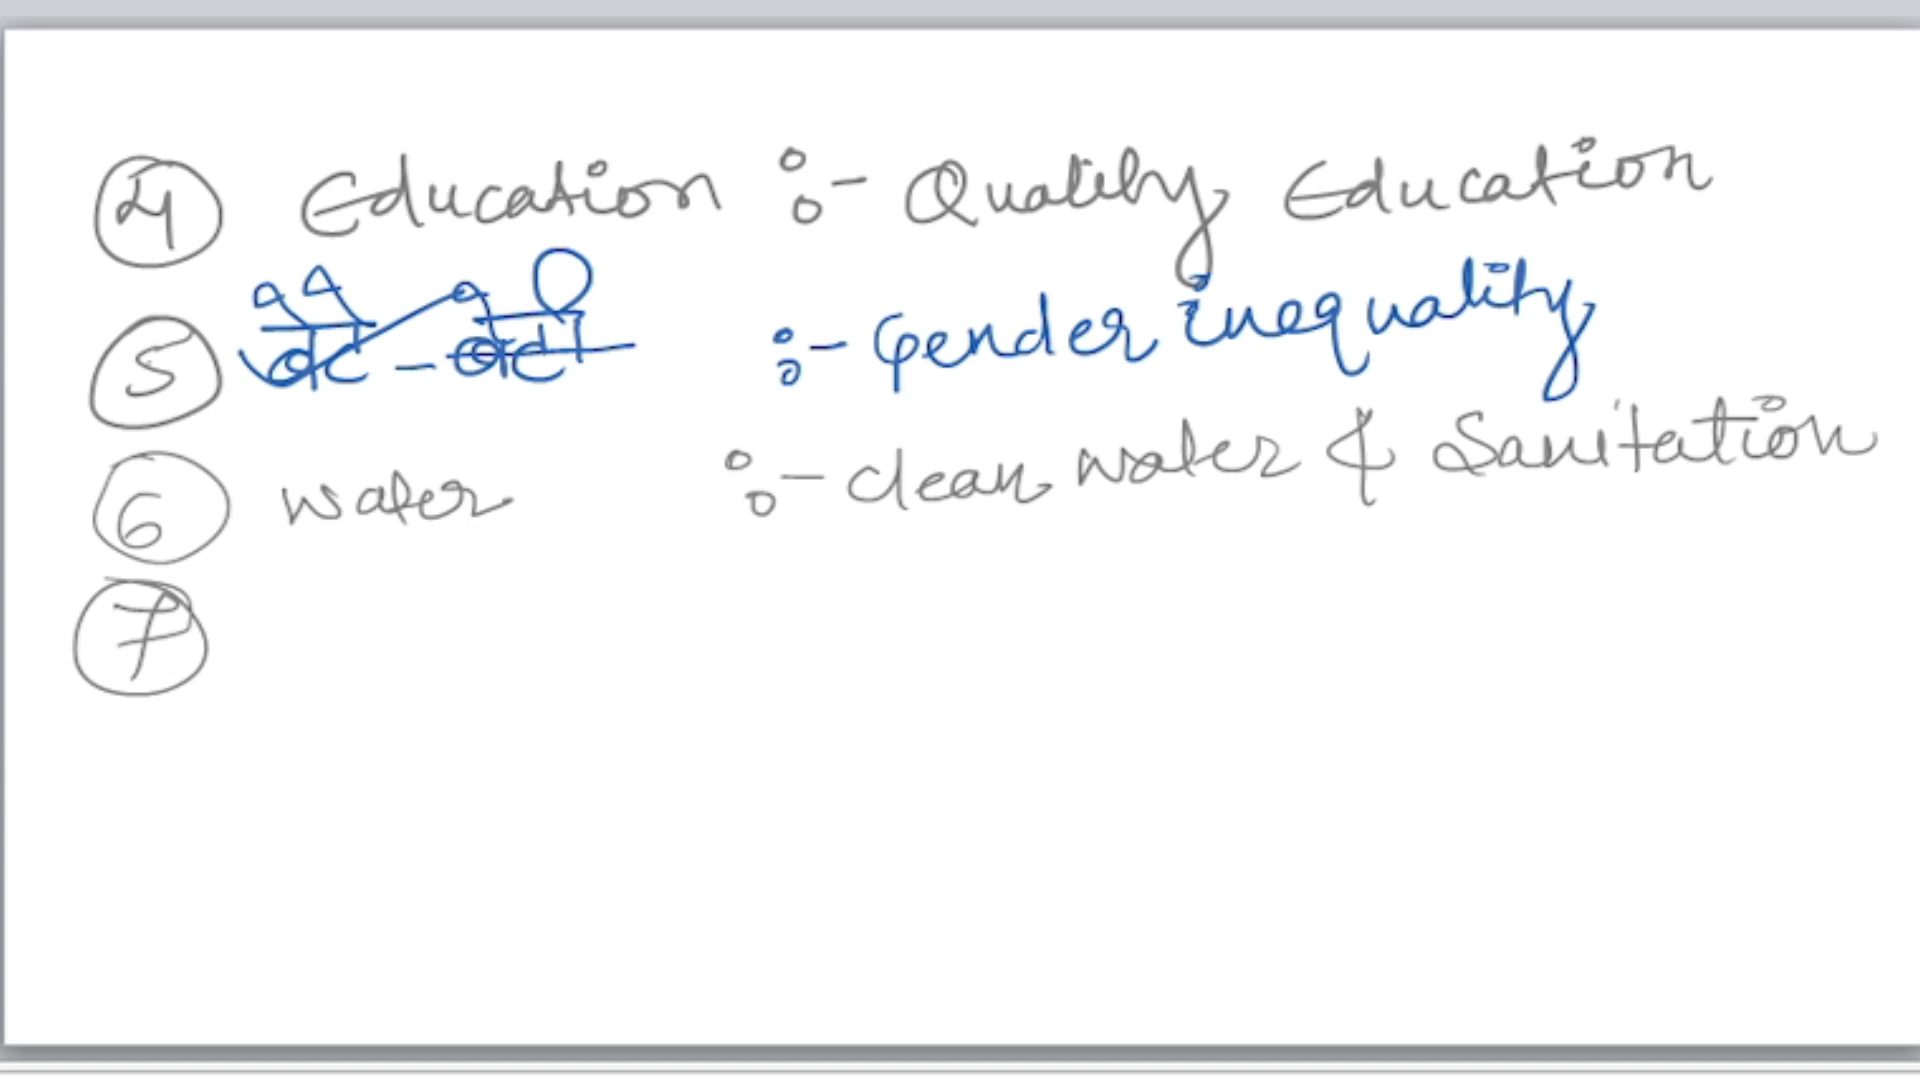 ④ Education :- Quality Education
⑤ :- Gender inequality
⑥ water :- clean water & Sanitation
⑦